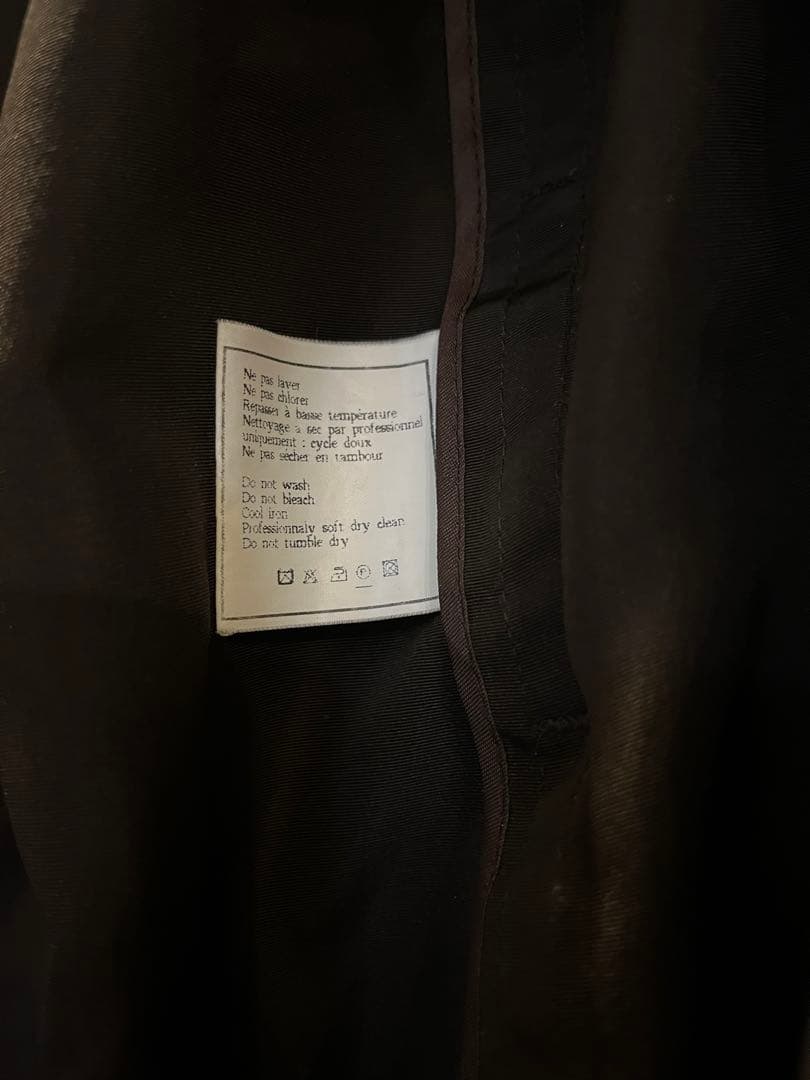 Ne pas laver
Ne pas chlorer
Repasser à basse température
Nettoyage a sec par professionnel
uniquement : cycle doux
Ne pas sécher en tambour
Do not wash
Do not bleach
Cool iron
Professionnaly soft dry clean
Do not tumble dry
P